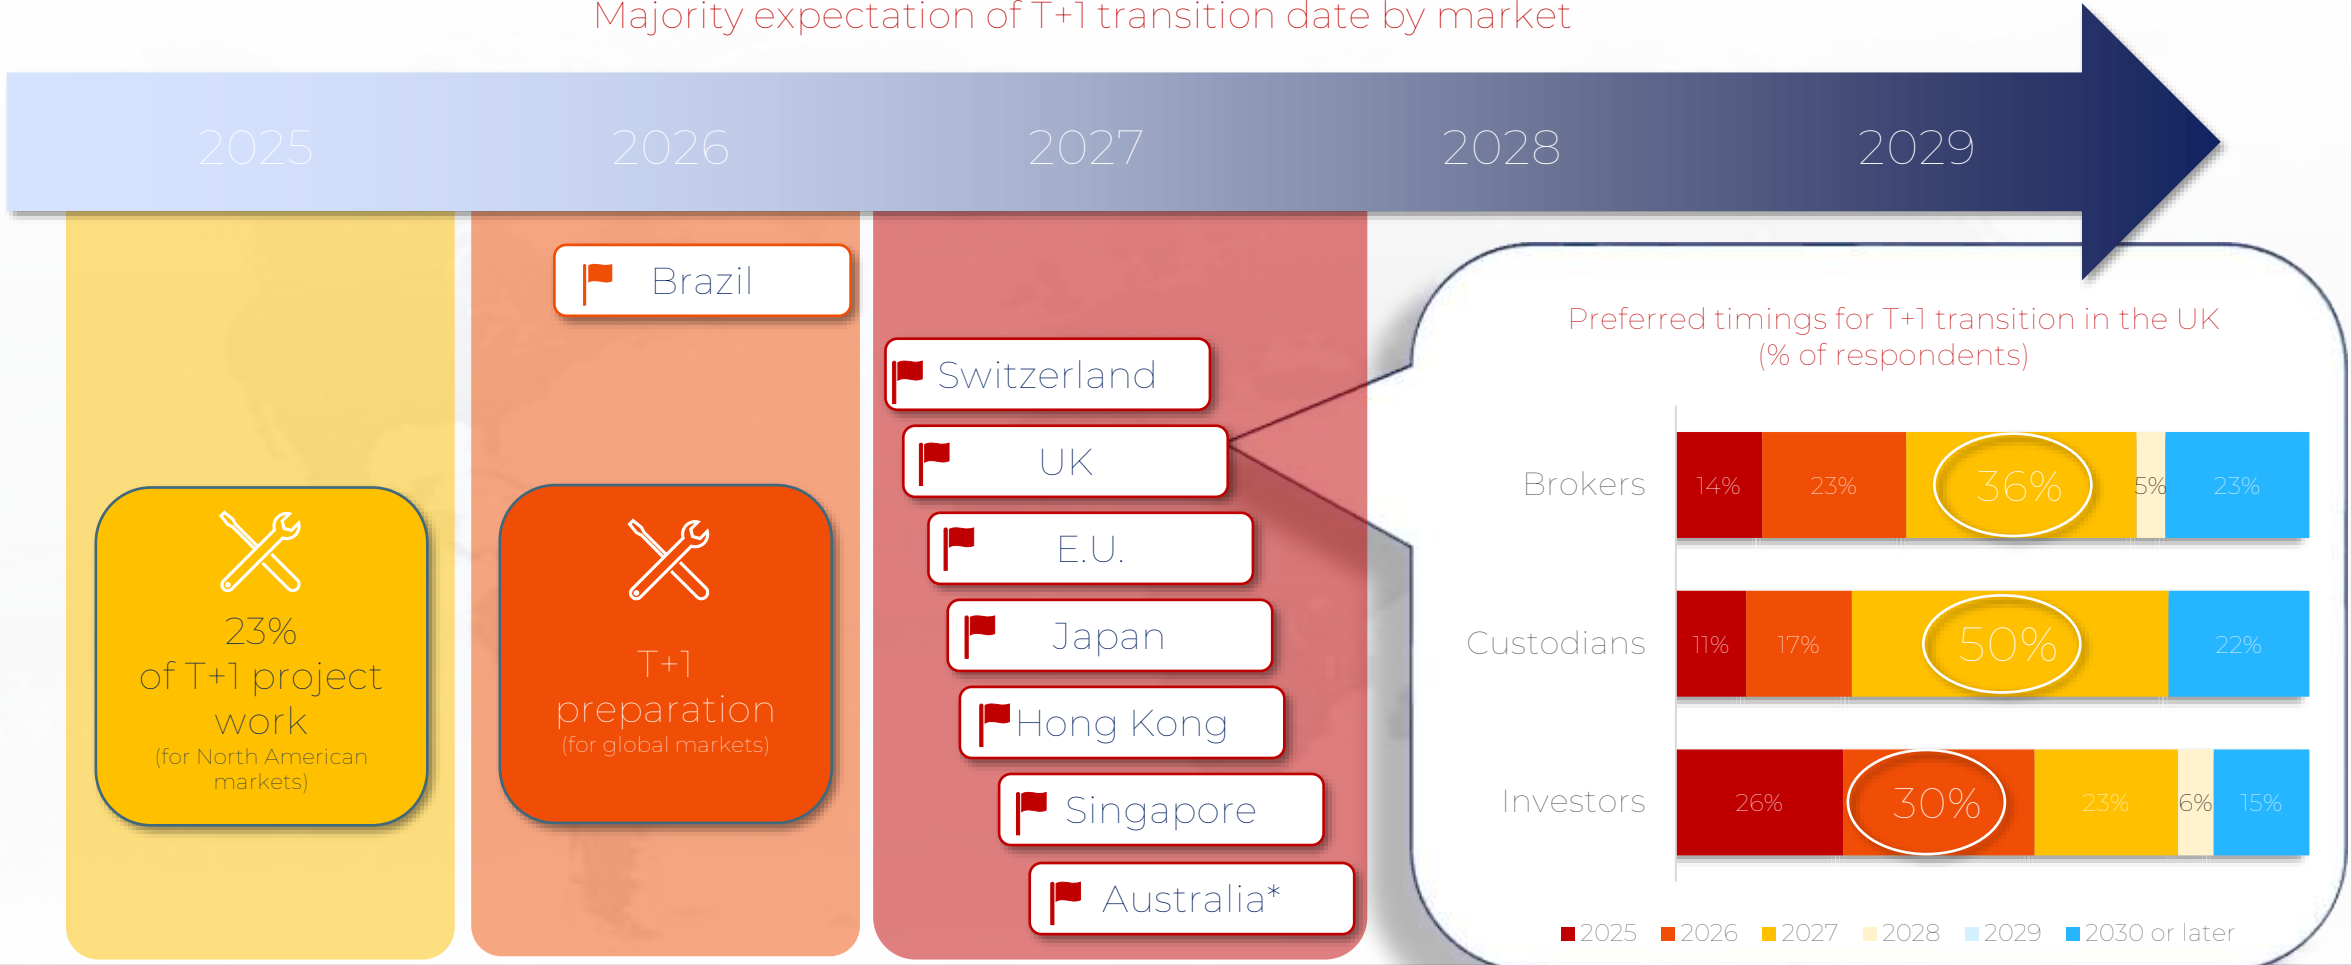 Majority expectation of T+1 transition date by market
2025 2026 2027 2028 2029
Brazil
Switzerland
UK
E.U.
Japan
Hong Kong
Singapore
Australia*
23%
of T+1 project
work
(for North American
markets)
T+1
preparation
(for global markets)
Preferred timings for T+1 transition in the UK
(% of respondents)
Brokers 14% 23% 36% 5% 23%
Custodians 11% 17% 50% 22%
Investors 26% 30% 23% 6% 15%
2025 2026 2027 2028 2029 2030 or later